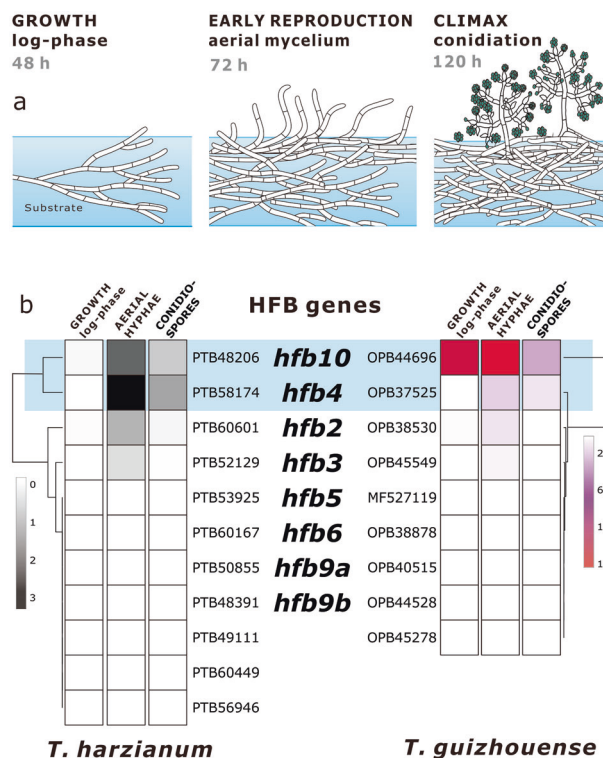 GROWTH
log-phase
48 h
EARLY REPRODUCTION
aerial mycelium
72 h
CLIMAX
conidiation
120 h
a
Substrate
b
HFB genes
GROWTH
log-phase
AERIAL
HYPHAE
CONIDIO-
SPORES
GROWTH
log-phase
AERIAL
HYPHAE
CONIDIO-
SPORES
PTB48206 hfb10 OPB44696
PTB58174 hfb4 OPB37525
PTB60601 hfb2 OPB38530
PTB52129 hfb3 OPB45549
PTB53925 hfb5 MF527119
PTB60167 hfb6 OPB38878
PTB50855 hfb9a OPB40515
PTB48391 hfb9b OPB44528
PTB49111 OPB45278
PTB60449
PTB56946
0
1
2
3
2
6
1
1
T. harzianum
T. guizhouense